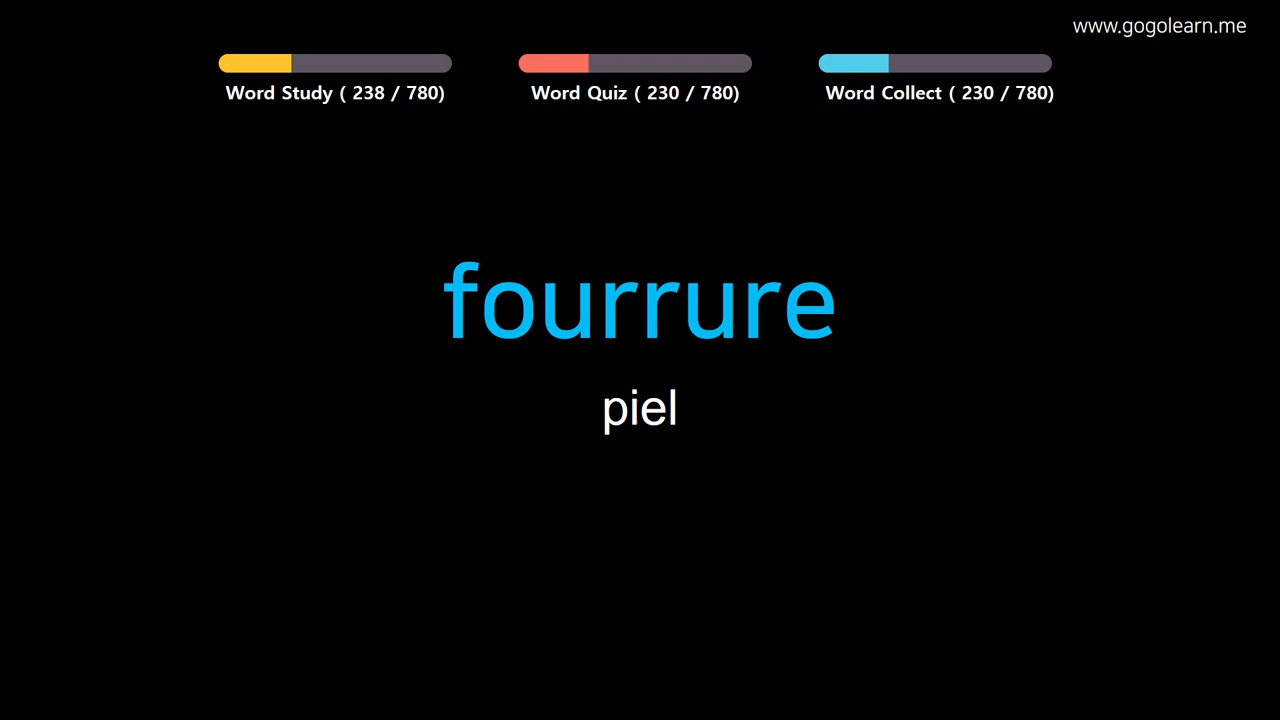 www.gogolearn.me
Word Study ( 238 / 780)
Word Quiz ( 230 / 780)
Word Collect ( 230 / 780)
fourrure
piel